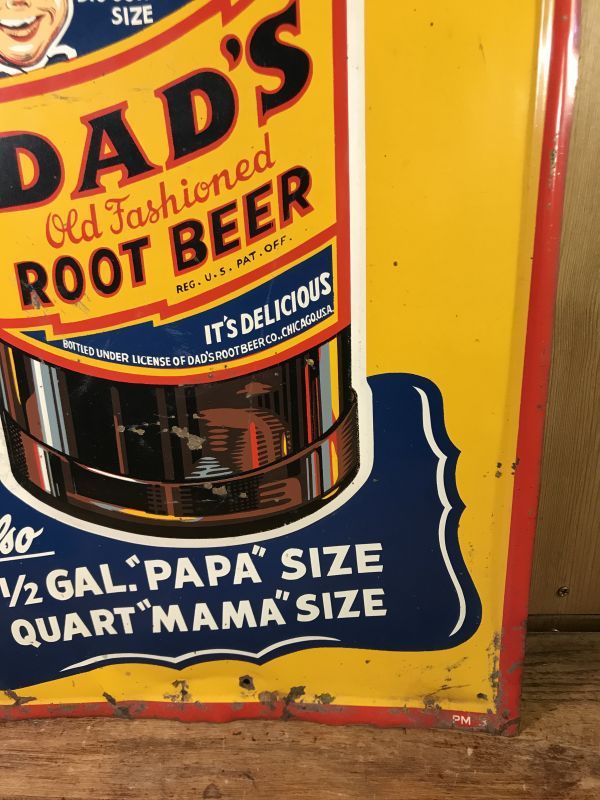 SIZE
DAD'S
Old Fashioned
ROOT BEER
REG. U.S. PAT. OFF.
IT'S DELICIOUS
BOTTLED UNDER LICENSE OF DAD'S ROOT BEER CO., CHICAGO, U.S.A.
1/2 GAL. "PAPA" SIZE
QUART "MAMA" SIZE
PM